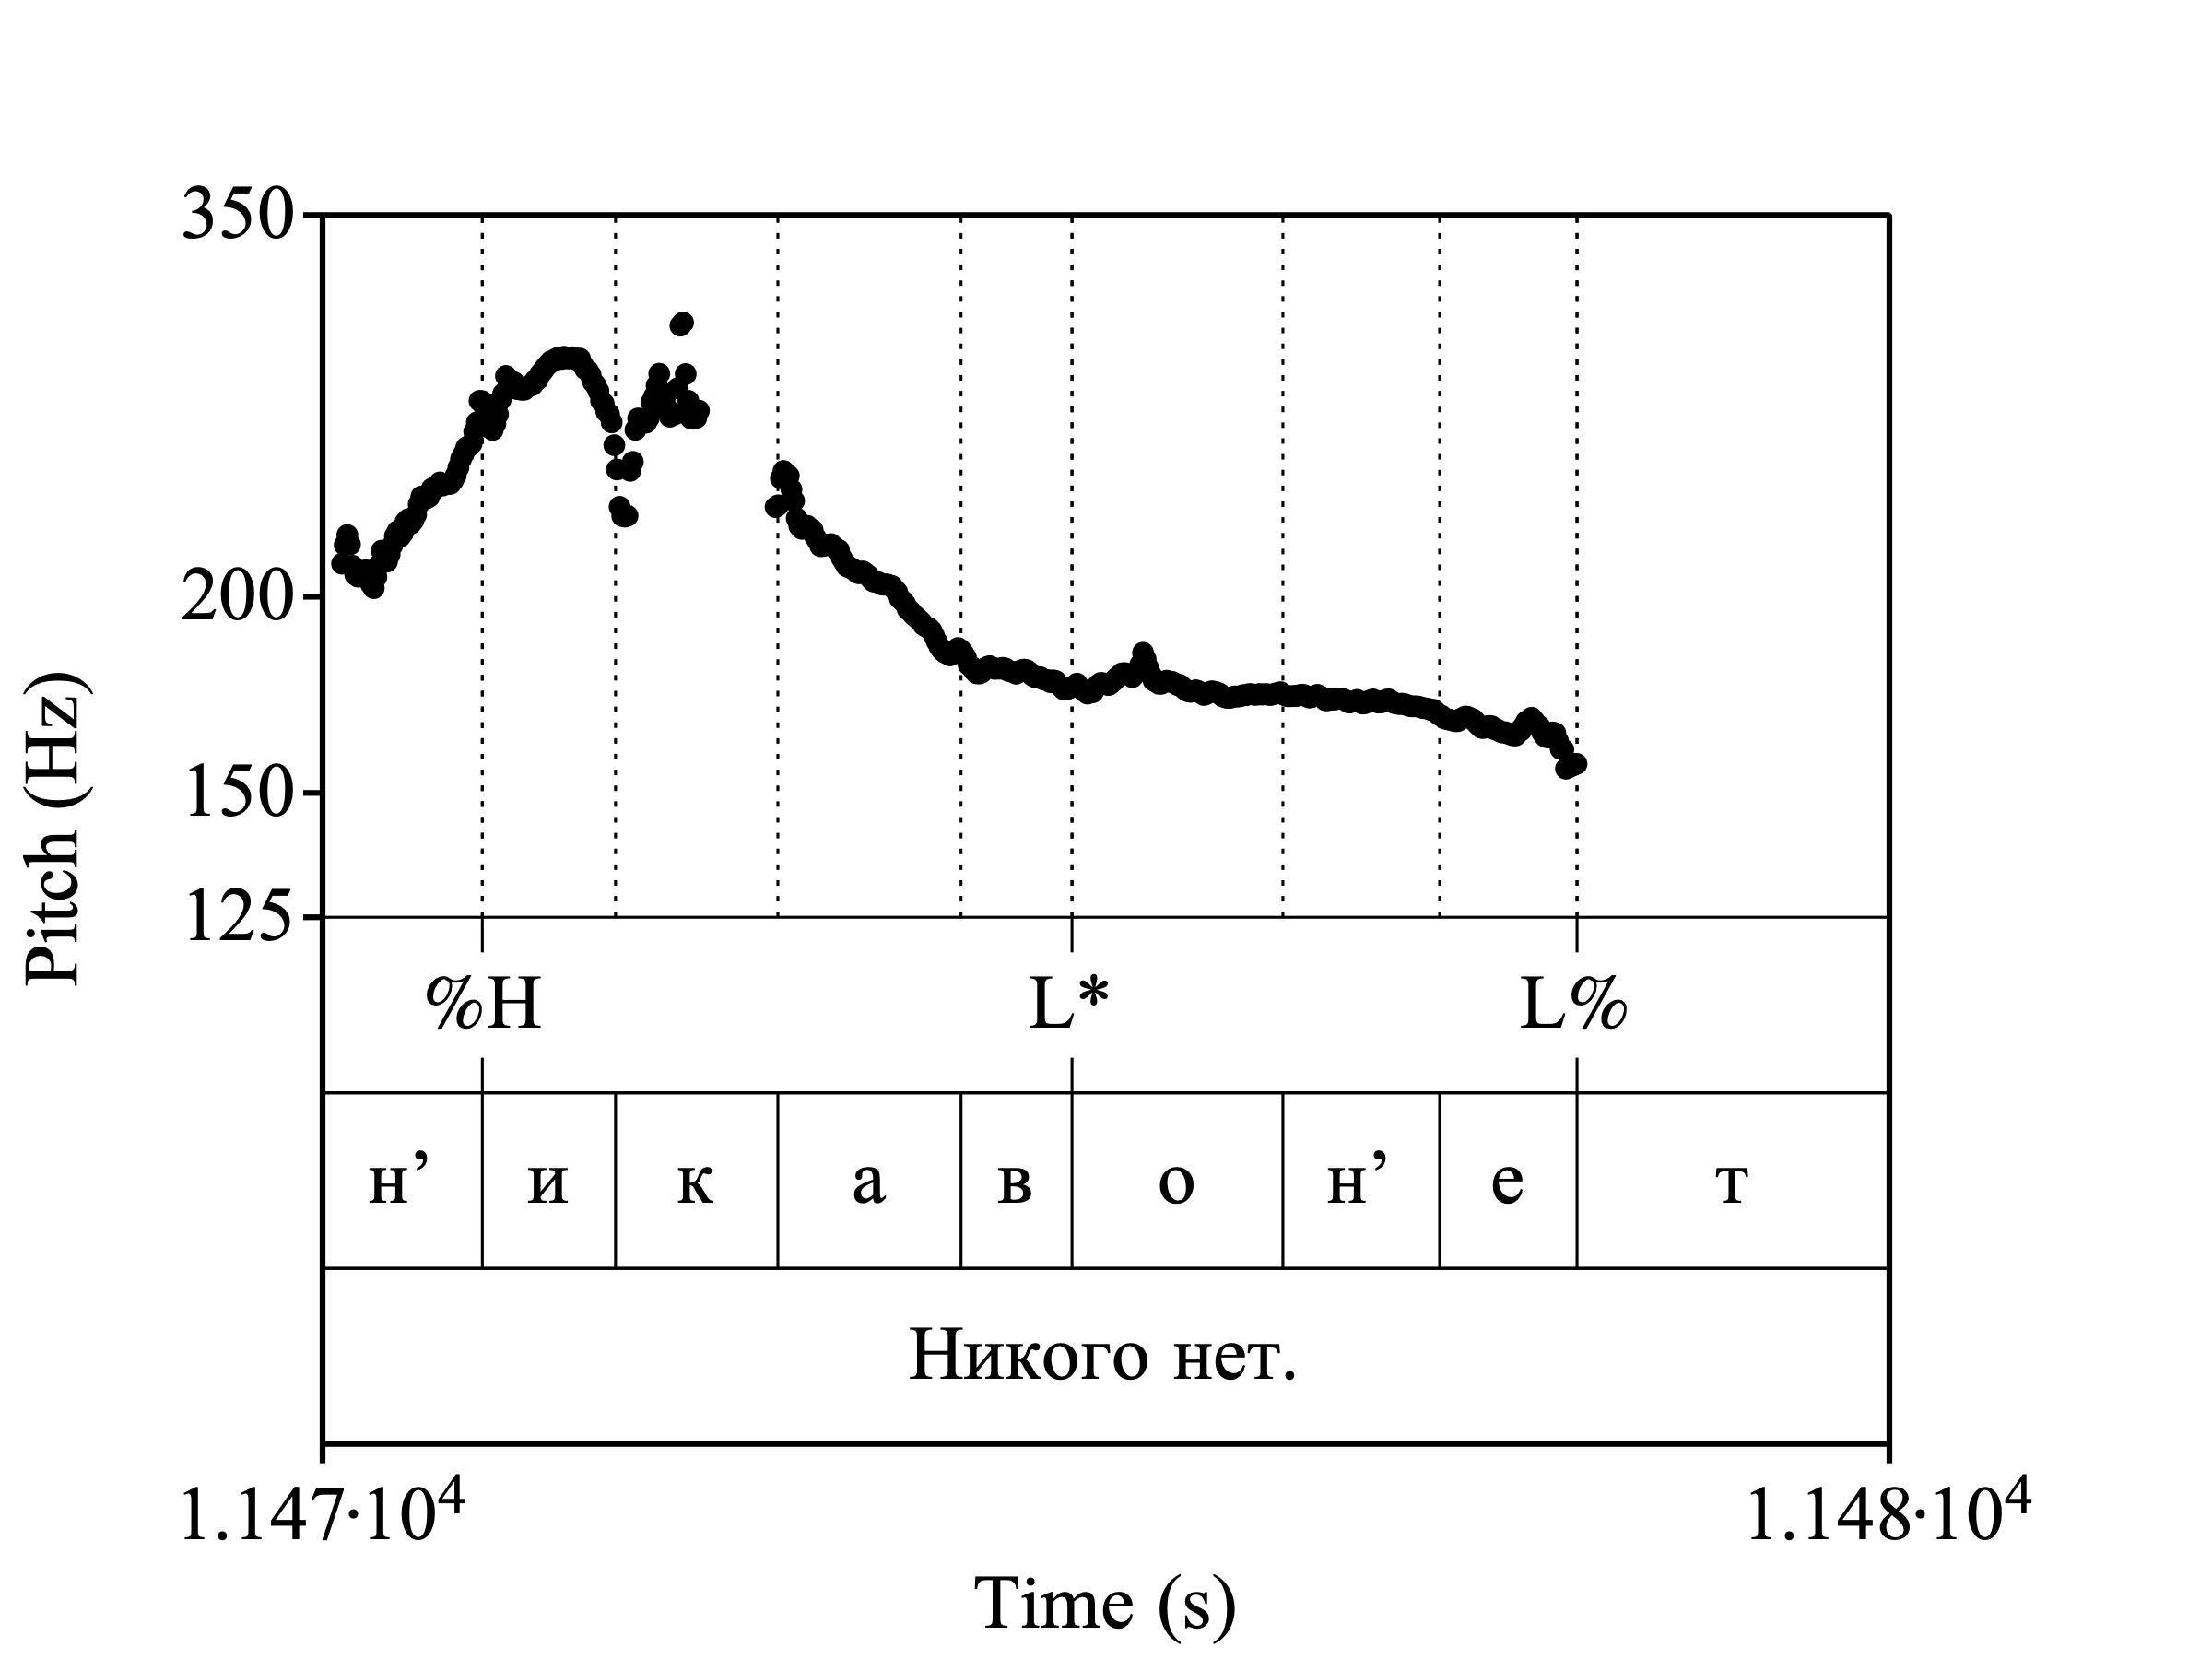 350
200
150
125
Pitch (Hz)
%H L* L%
н’ и к а в о н’ е т
Никого нет.
1.147·10⁴ 1.148·10⁴
Time (s)